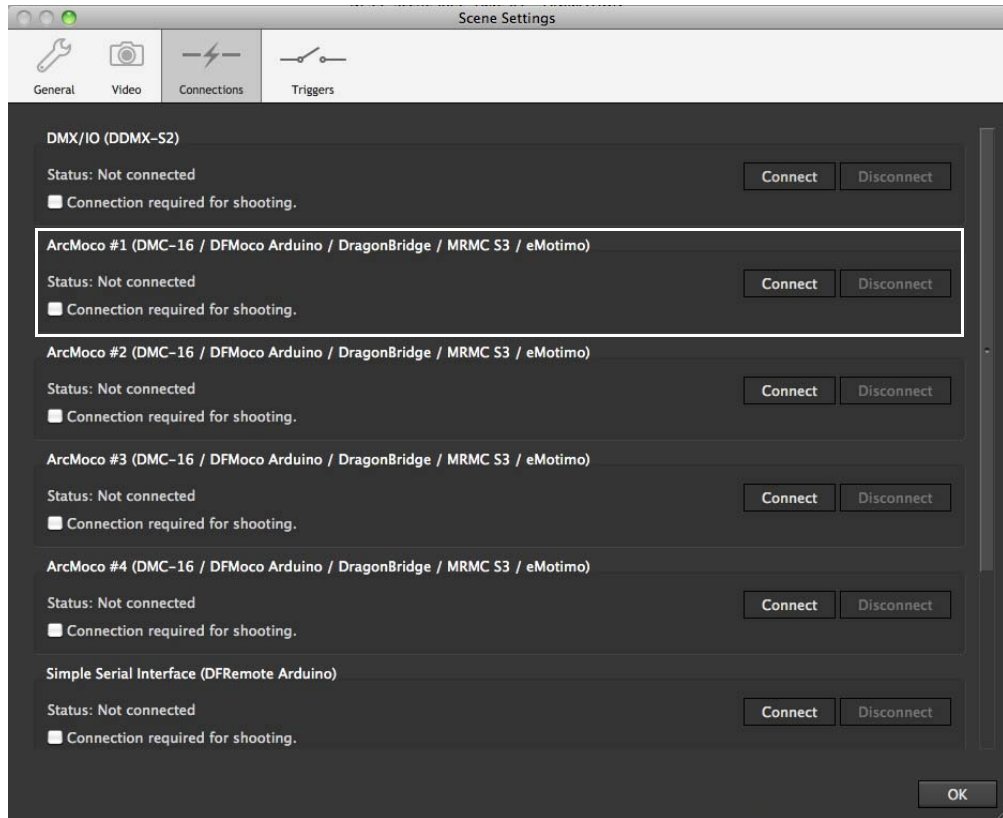 Scene Settings
General Video Connections Triggers
DMX/IO (DDMX-S2)
Status: Not connected Connect Disconnect
Connection required for shooting.
ArcMoco #1 (DMC-16 / DFMoco Arduino / DragonBridge / MRMC S3 / eMotimo)
Status: Not connected Connect Disconnect
Connection required for shooting.
ArcMoco #2 (DMC-16 / DFMoco Arduino / DragonBridge / MRMC S3 / eMotimo)
Status: Not connected Connect Disconnect
Connection required for shooting.
ArcMoco #3 (DMC-16 / DFMoco Arduino / DragonBridge / MRMC S3 / eMotimo)
Status: Not connected Connect Disconnect
Connection required for shooting.
ArcMoco #4 (DMC-16 / DFMoco Arduino / DragonBridge / MRMC S3 / eMotimo)
Status: Not connected Connect Disconnect
Connection required for shooting.
Simple Serial Interface (DFRemote Arduino)
Status: Not connected Connect Disconnect
Connection required for shooting.
OK